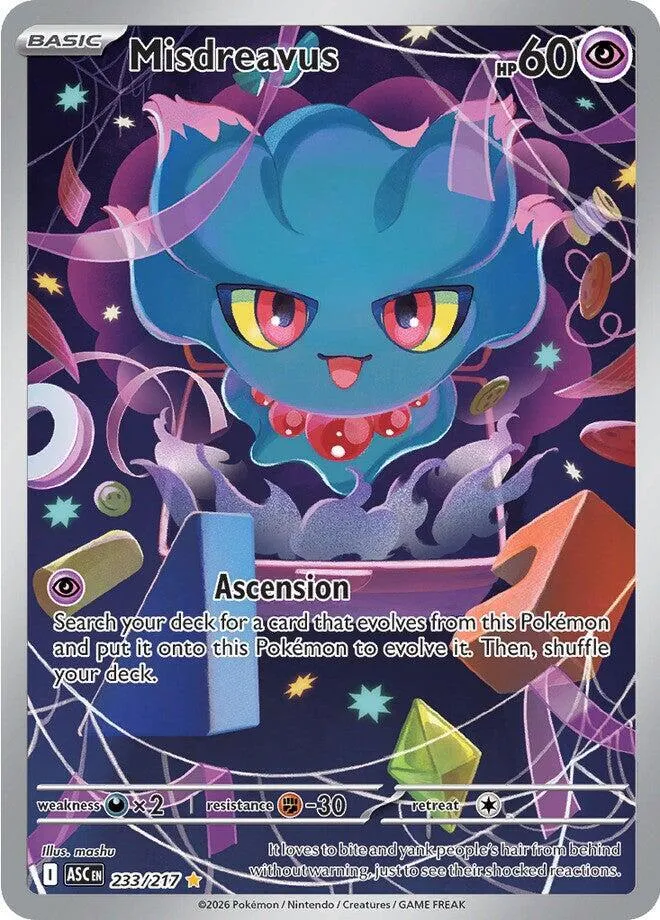 BASIC
Misdreavus
HP 60
Ascension
Search your deck for a card that evolves from this Pokémon
and put it onto this Pokémon to evolve it. Then, shuffle
your deck.
weakness ×2 resistance -30 retreat
Illus. mashu
It loves to bite and yank people's hair from behind
without warning, just to see their shocked reactions.
I ASC EN 233/217
©2026 Pokémon / Nintendo / Creatures / GAME FREAK